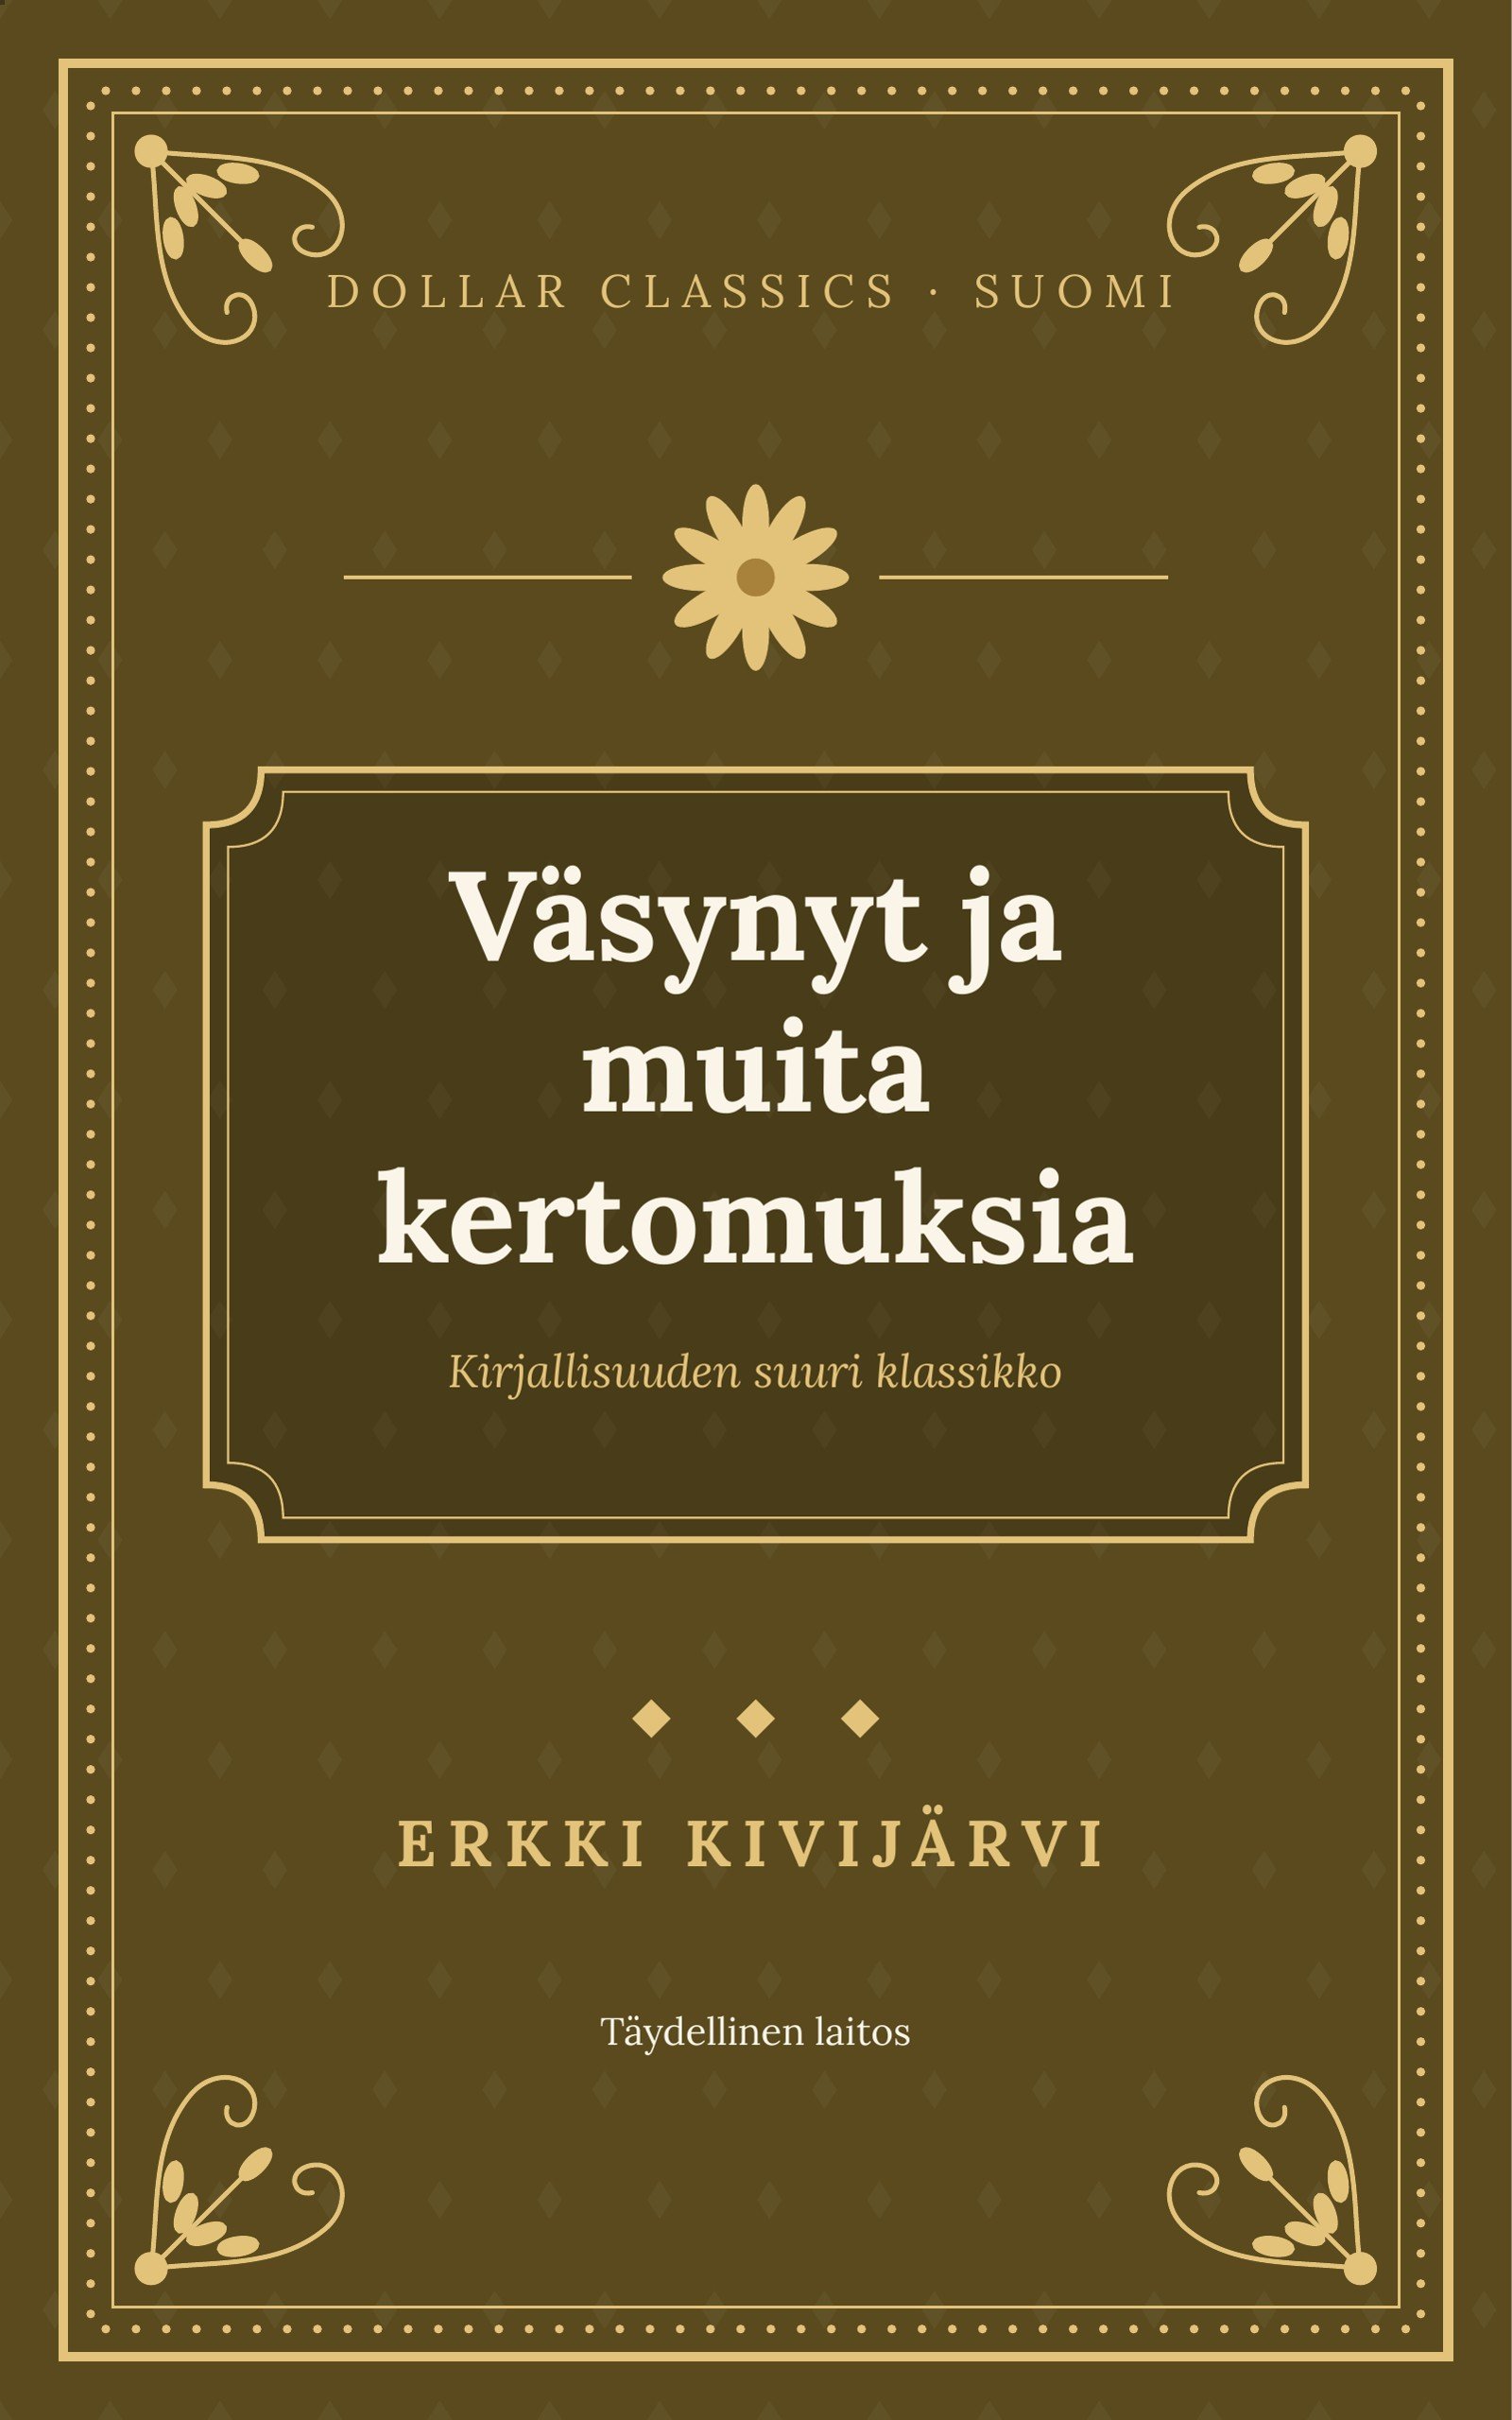 DOLLAR CLASSICS · SUOMI
Väsynyt ja
muita
kertomuksia
Kirjallisuuden suuri klassikko
ERKKI KIVIJÄRVI
Täydellinen laitos